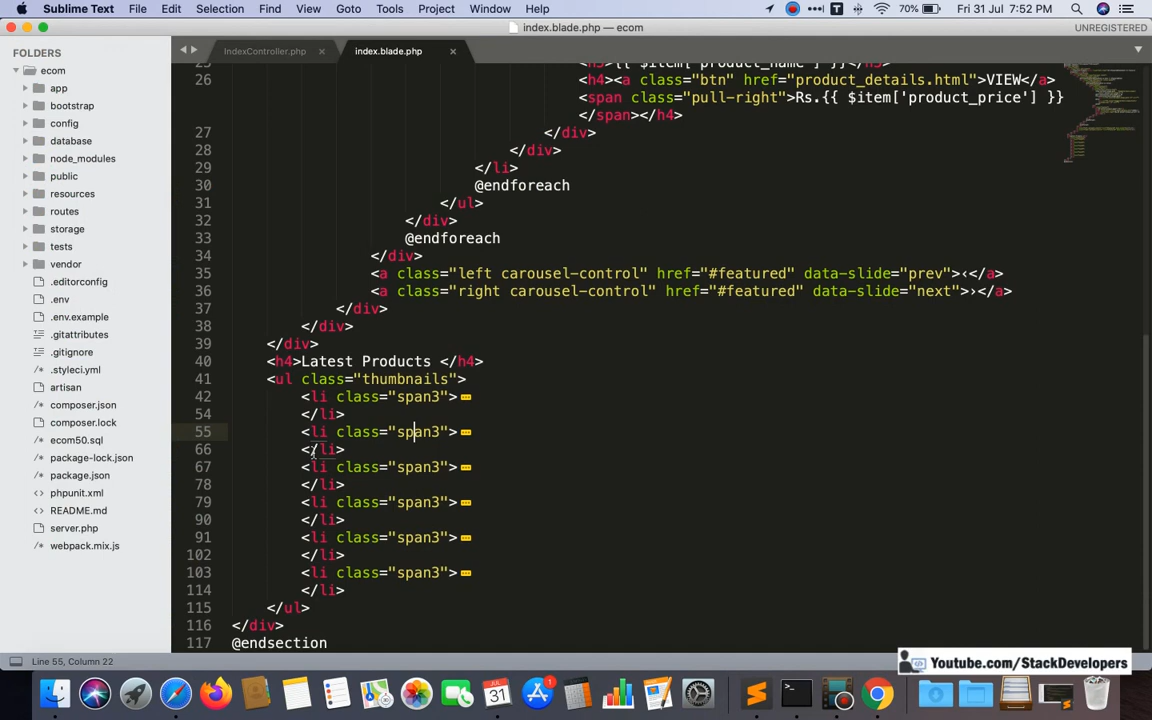 Sublime Text File Edit Selection Find View Goto Tools Project Window Help 70% Fri 31 Jul 7:52 PM
index.blade.php — ecom UNREGISTERED
FOLDERS
ecom
app
bootstrap
config
database
node_modules
public
resources
routes
storage
tests
vendor
.editorconfig
.env
.env.example
.gitattributes
.gitignore
.styleci.yml
artisan
composer.json
composer.lock
ecom50.sql
package-lock.json
package.json
phpunit.xml
README.md
server.php
webpack.mix.js
IndexController.php × index.blade.php ×
25 <h5>{{ $item['product_name'] }}</h5>
26 <h4><a class="btn" href="product_details.html">VIEW</a>
<span class="pull-right">Rs.{{ $item['product_price'] }}
</span></h4>
27 </div>
28 </div>
29 </li>
30 @endforeach
31 </ul>
32 </div>
33 @endforeach
34 </div>
35 <a class="left carousel-control" href="#featured" data-slide="prev">‹</a>
36 <a class="right carousel-control" href="#featured" data-slide="next">›</a>
37 </div>
38 </div>
39 </div>
40 <h4>Latest Products </h4>
41 <ul class="thumbnails">
42 <li class="span3">
54 </li>
55 <li class="span3">
66 </li>
67 <li class="span3">
78 </li>
79 <li class="span3">
90 </li>
91 <li class="span3">
102 </li>
103 <li class="span3">
114 </li>
115 </ul>
116 </div>
117 @endsection
Line 55, Column 22
Youtube.com/StackDevelopers
JUL
31
1